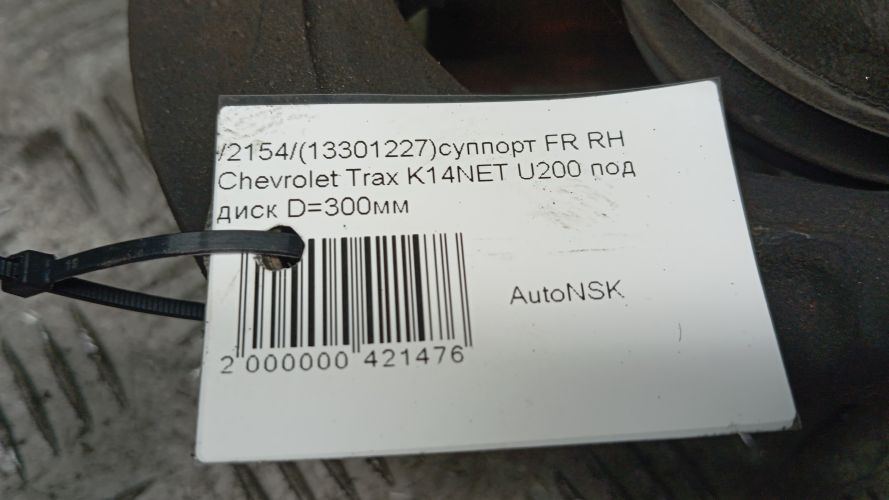 /2154/(13301227)суппорт FR RH
Chevrolet Trax K14NET U200 под
диск D=300мм
AutoNSK
2 000000 421476